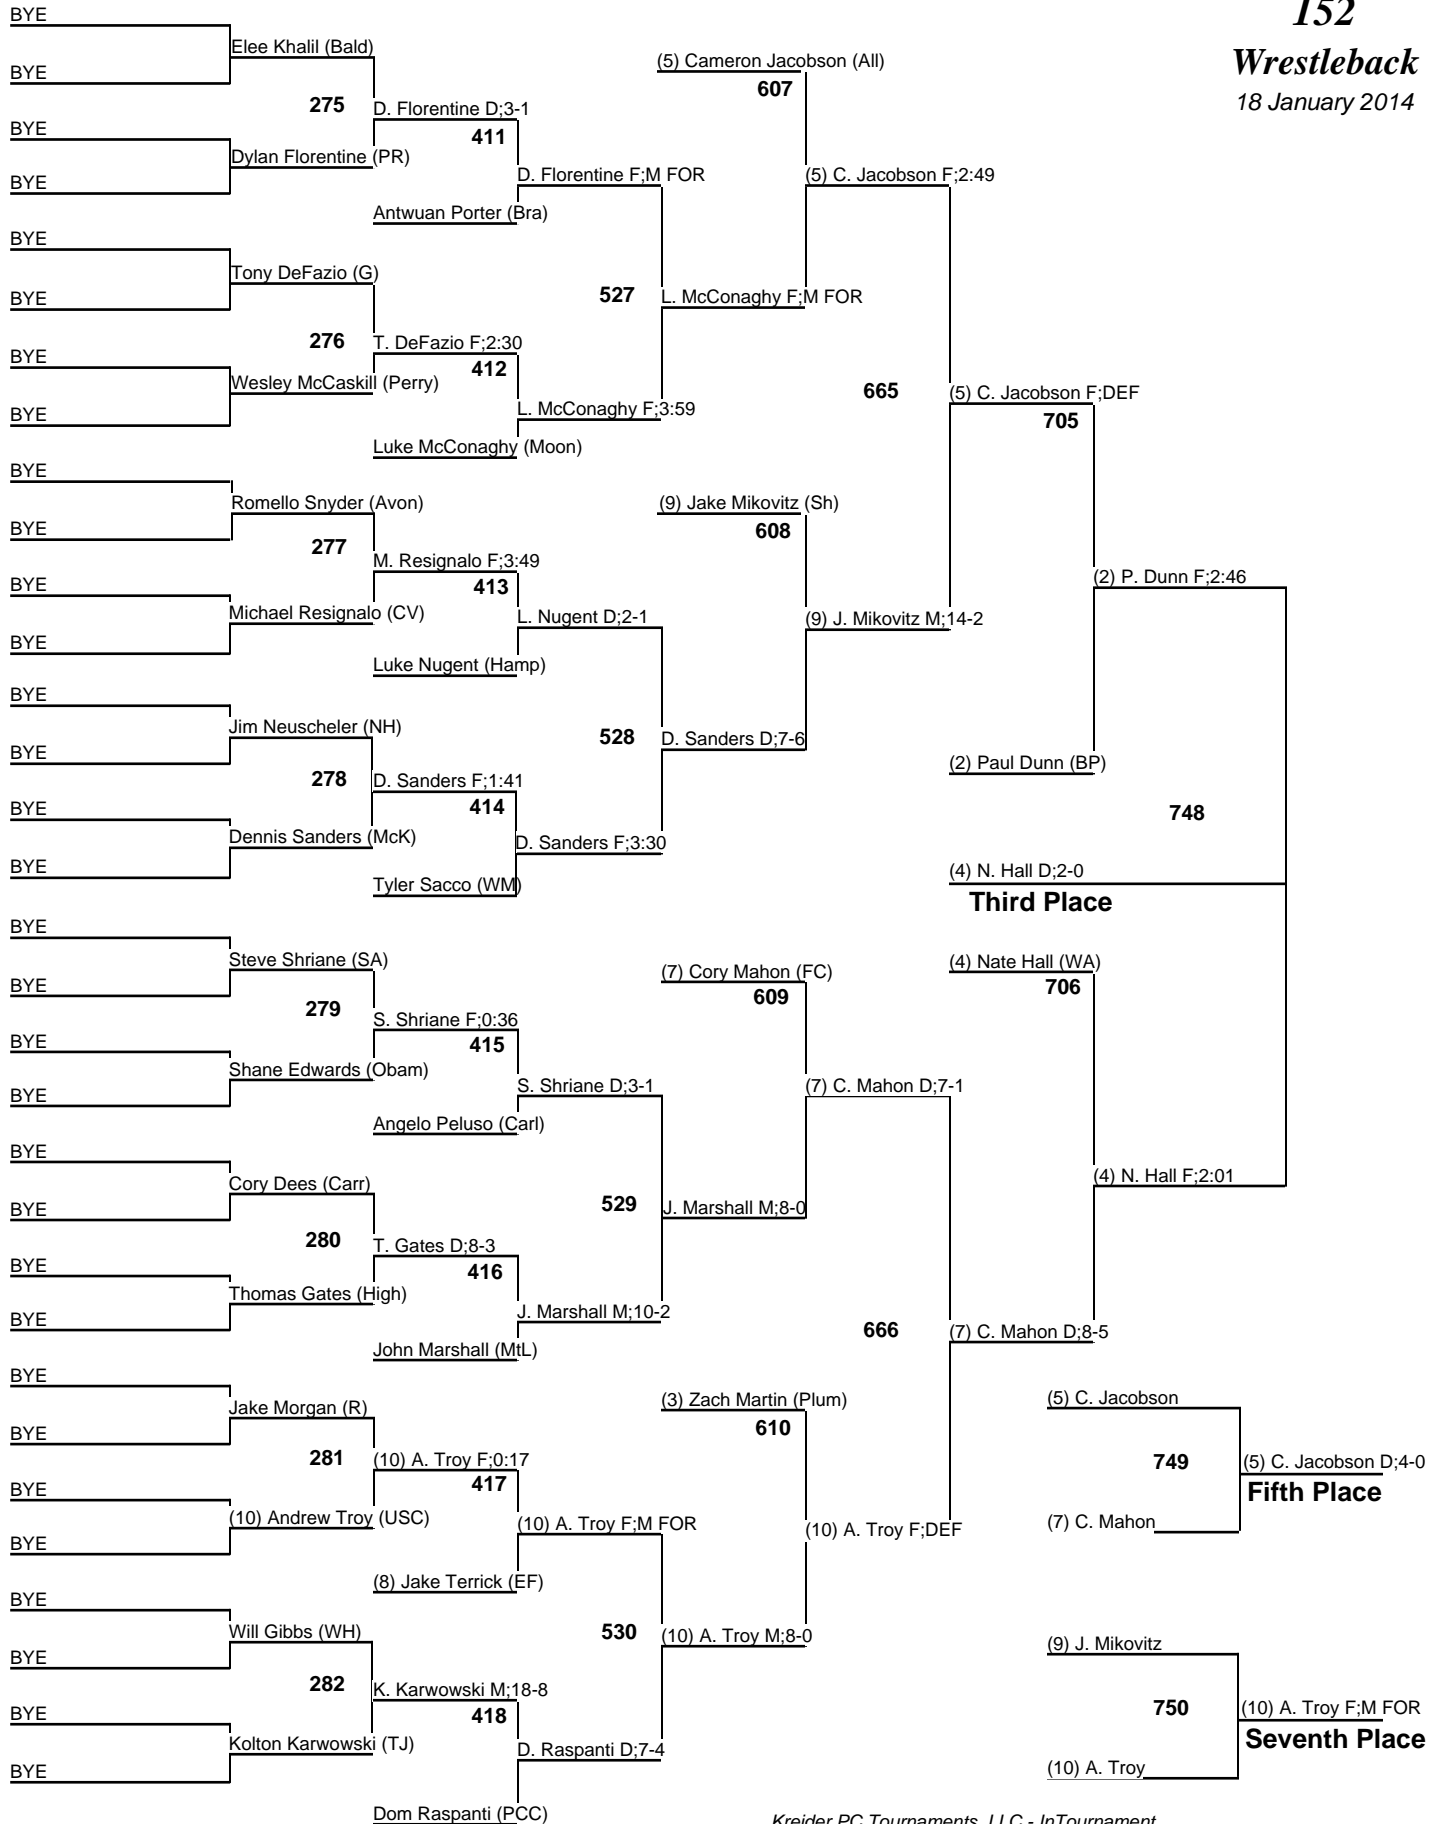 152
Wrestleback
18 January 2014
BYE
Elee Khalil (Bald)
BYE
275
D. Florentine D;3-1
BYE
Dylan Florentine (PR)
BYE
411
D. Florentine F;M FOR
Antwuan Porter (Bra)
BYE
Tony DeFazio (G)
BYE
276
T. DeFazio F;2:30
BYE
Wesley McCaskill (Perry)
BYE
412
L. McConaghy F;3:59
Luke McConaghy (Moon)
527
L. McConaghy F;M FOR
(5) Cameron Jacobson (All)
607
(5) C. Jacobson F;2:49
BYE
Romello Snyder (Avon)
BYE
277
M. Resignalo F;3:49
BYE
Michael Resignalo (CV)
BYE
413
L. Nugent D;2-1
Luke Nugent (Hamp)
BYE
Jim Neuscheler (NH)
BYE
278
D. Sanders F;1:41
BYE
Dennis Sanders (McK)
BYE
414
D. Sanders F;3:30
Tyler Sacco (WM)
528
D. Sanders D;7-6
(9) Jake Mikovitz (Sh)
608
(9) J. Mikovitz M;14-2
665
(5) C. Jacobson F;DEF
705
(2) P. Dunn F;2:46
(2) Paul Dunn (BP)
748
(4) N. Hall D;2-0
Third Place
BYE
Steve Shriane (SA)
BYE
279
S. Shriane F;0:36
BYE
Shane Edwards (Obam)
BYE
415
S. Shriane D;3-1
Angelo Peluso (Carl)
BYE
Cory Dees (Carr)
BYE
280
T. Gates D;8-3
BYE
Thomas Gates (High)
BYE
416
J. Marshall M;10-2
John Marshall (MtL)
529
J. Marshall M;8-0
(7) Cory Mahon (FC)
609
(7) C. Mahon D;7-1
(4) Nate Hall (WA)
706
(4) N. Hall F;2:01
BYE
Jake Morgan (R)
BYE
281
(10) A. Troy F;0:17
BYE
(10) Andrew Troy (USC)
BYE
417
(10) A. Troy F;M FOR
(8) Jake Terrick (EF)
BYE
Will Gibbs (WH)
BYE
282
K. Karwowski M;18-8
BYE
Kolton Karwowski (TJ)
BYE
418
D. Raspanti D;7-4
Dom Raspanti (PCC)
530
(10) A. Troy M;8-0
(3) Zach Martin (Plum)
610
(10) A. Troy F;DEF
666
(7) C. Mahon D;8-5
(5) C. Jacobson
749
(5) C. Jacobson D;4-0
Fifth Place
(7) C. Mahon
(9) J. Mikovitz
750
(10) A. Troy F;M FOR
Seventh Place
(10) A. Troy
Kreider PC Tournaments, LLC - InTournament